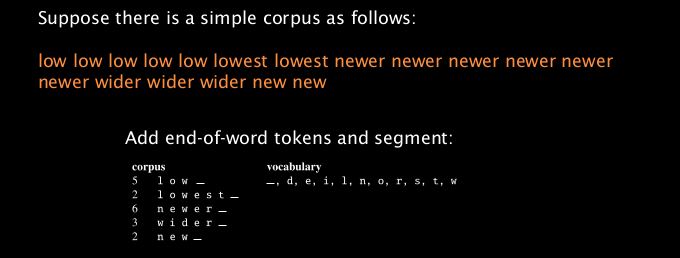 Suppose there is a simple corpus as follows:
low low low low low lowest lowest newer newer newer newer newer
newer wider wider wider new new
Add end-of-word tokens and segment:
corpus vocabulary
5 l o w _ _, d, e, i, l, n, o, r, s, t, w
2 l o w e s t _
6 n e w e r _
3 w i d e r _
2 n e w _